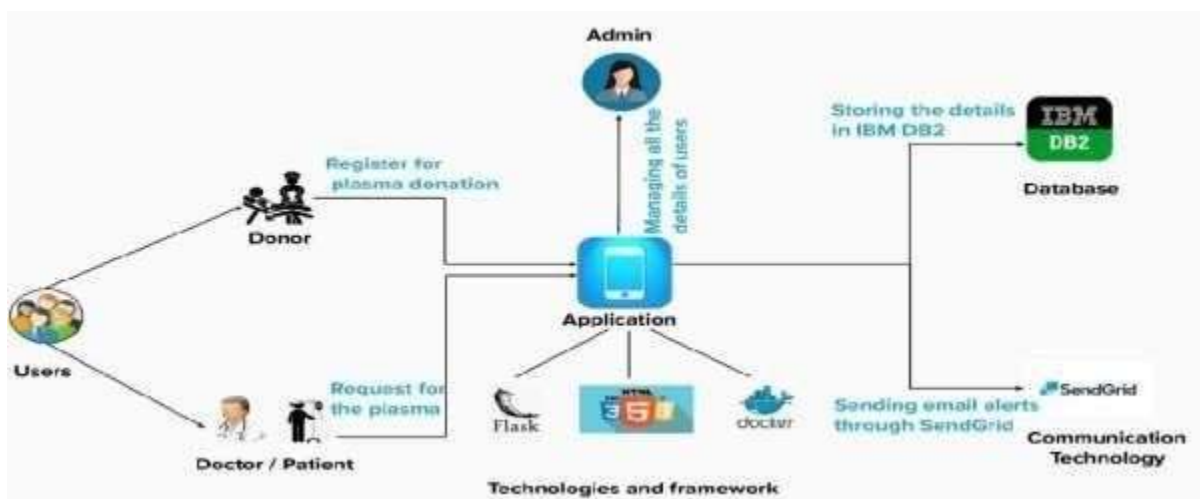 Admin
Managing all the
details of users
Storing the details
in IBM DB2
IBM
DB2
Database
Register for
plasma donation
Donor
Users
Application
Request for
the plasma
Doctor / Patient
Flask
HTML
3 5
docker
Sending email alerts
through SendGrid
SendGrid
Communication
Technology
Technologies and framework